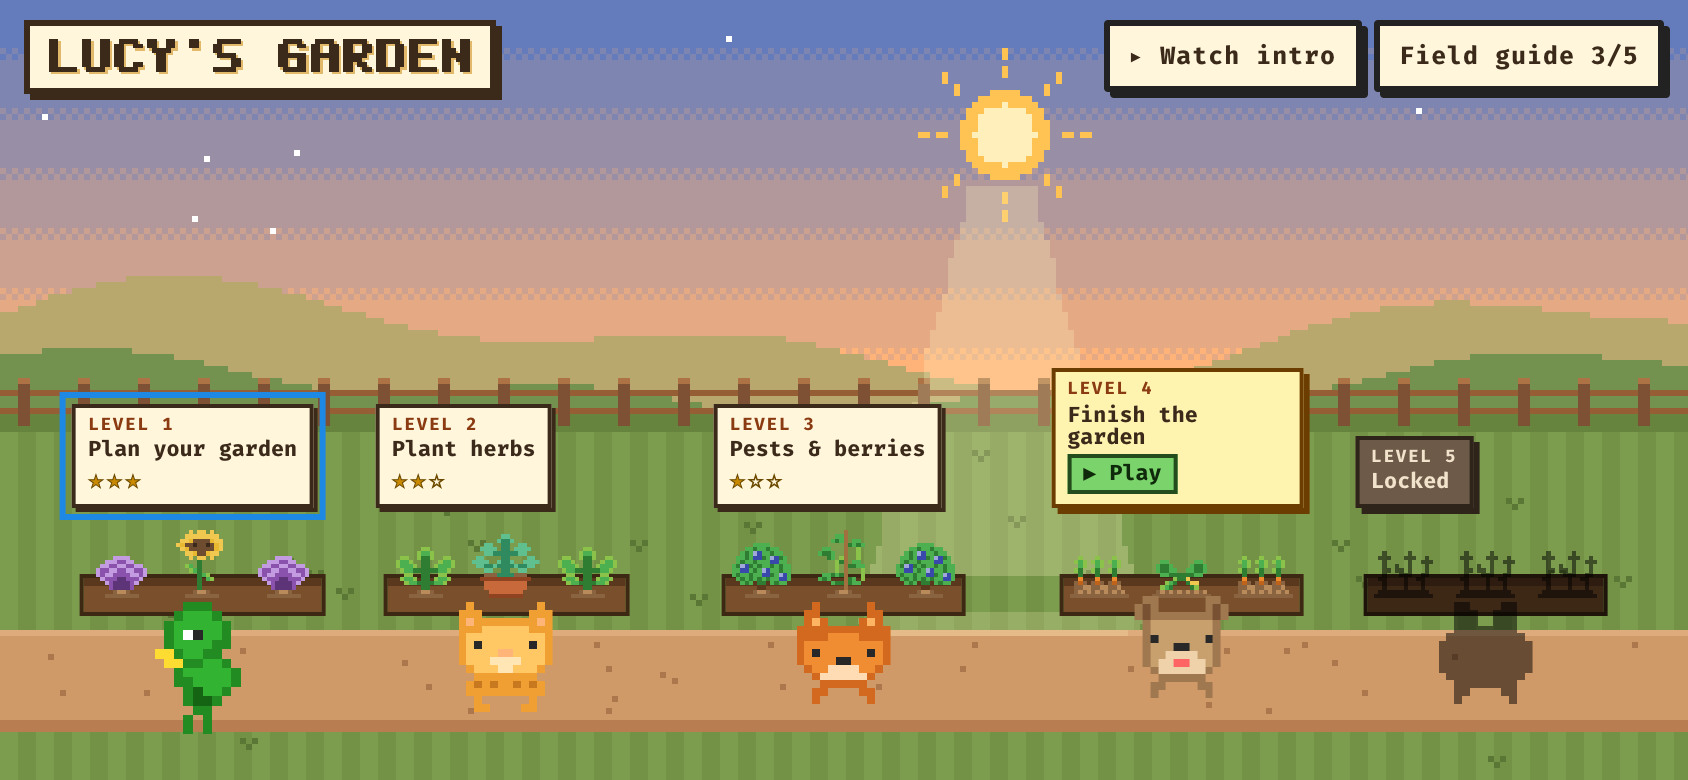 LUCY'S GARDEN
▸ Watch intro
Field guide 3/5
LEVEL 1
Plan your garden
★★★
LEVEL 2
Plant herbs
★★☆
LEVEL 3
Pests & berries
★☆☆
LEVEL 4
Finish the
garden
▶ Play
LEVEL 5
Locked